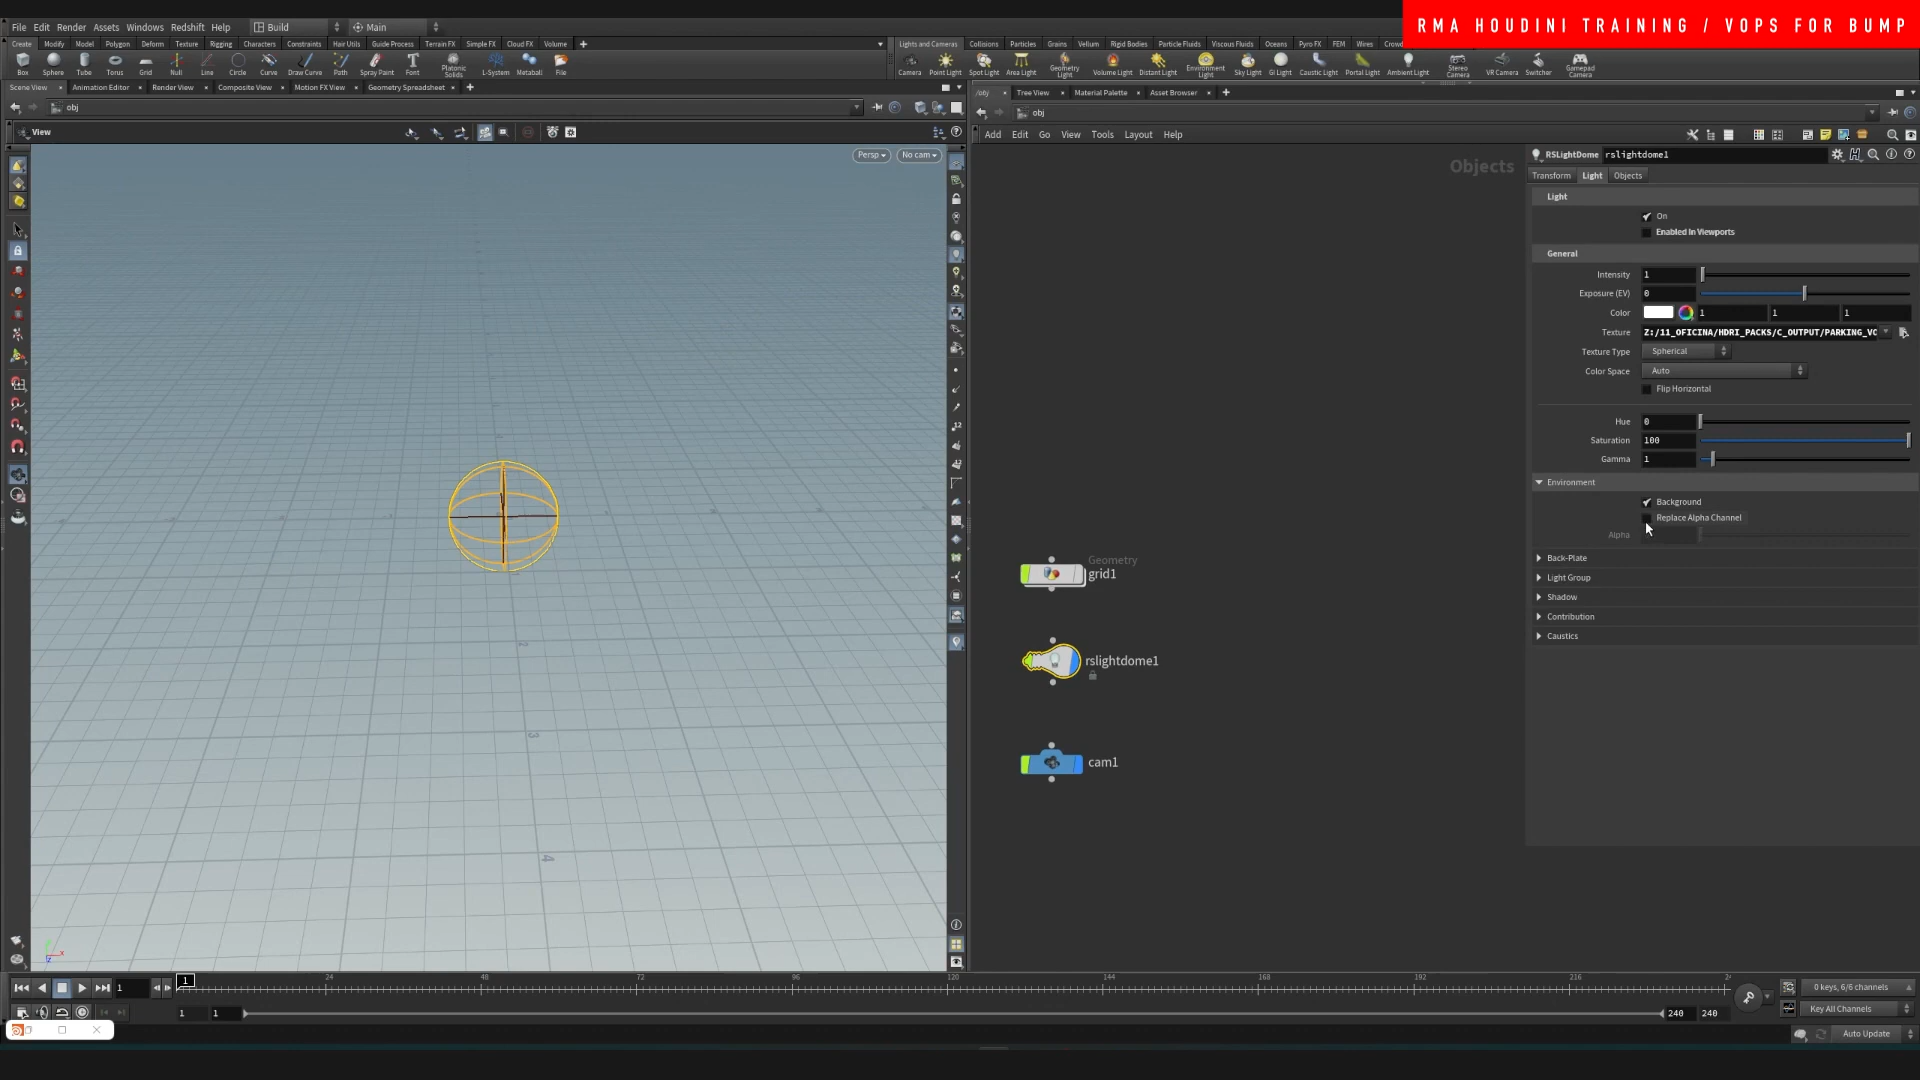 RMA HOUDINI TRAINING / VOPS FOR BUMP
File Edit Render Assets Windows Redshift Help Build Main
Create Modify Model Polygon Deform Texture Rigging Characters Constraints Hair Utils Guide Process Terrain FX Simple FX Cloud FX Volume
Lights and Cameras Collisions Particles Grains Vellum Rigid Bodies Particle Fluids Viscous Fluids Oceans Pyro FX FEM Wires Crowd
Box Sphere Tube Torus Grid Null Line Circle Curve Draw Curve Path Spray Paint Font Platonic Solids L-System Metaball File
Camera Point Light Spot Light Area Light Geometry Light Volume Light Distant Light Environment Light Sky Light GI Light Caustic Light Portal Light Ambient Light Stereo Camera VR Camera Switcher Gamepad Camera
Scene View Animation Editor Render View Composite View Motion FX View Geometry Spreadsheet
/obj Tree View Material Palette Asset Browser
obj
obj
View
Add Edit Go View Tools Layout Help
Persp No cam
Objects
RSLightDome rslightdome1
Transform Light Objects
Light
On
Enabled In Viewports
General
Intensity 1
Exposure (EV) 0
Color 1 1 1
Texture Z:/11_OFICINA/HDRI_PACKS/C_OUTPUT/PARKING_VC
Texture Type Spherical
Color Space Auto
Flip Horizontal
Hue 0
Saturation 100
Gamma 1
Environment
Background
Replace Alpha Channel
Alpha
Back-Plate
Light Group
Shadow
Contribution
Caustics
Geometry
grid1
rslightdome1
cam1
2
3
4
1 1 24 48 72 96 120 144 168 192 216
0 keys, 6/6 channels
1 1 240 240
Key All Channels
Auto Update